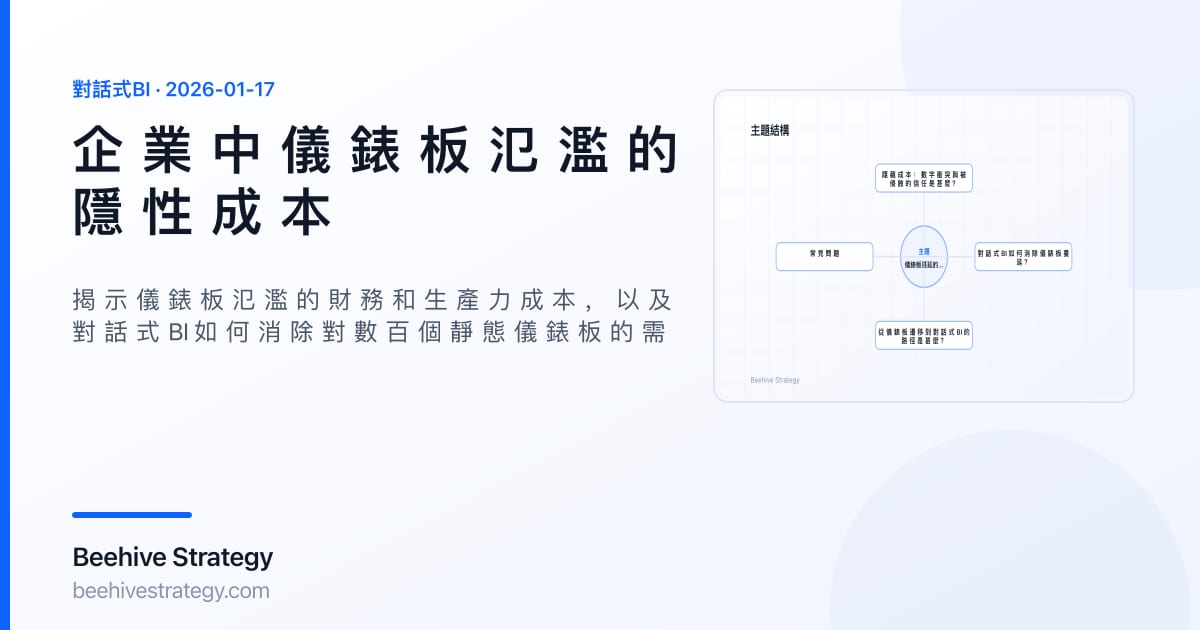 對話式BI · 2026-01-17
企業中儀錶板氾濫的
隱性成本
揭示儀錶板氾濫的財務和生產力成本，以及
對話式BI如何消除對數百個靜態儀錶板的需
主題結構
隱藏成本：數字衝突與被
侵蝕的信任是甚麼？
常見問題
主題
儀錶板蔓延的...
對話式BI如何消除儀錶板蔓
延？
從儀錶板遷移到對話式BI的
路徑是甚麼？
Beehive Strategy
Beehive Strategy
beehivestrategy.com